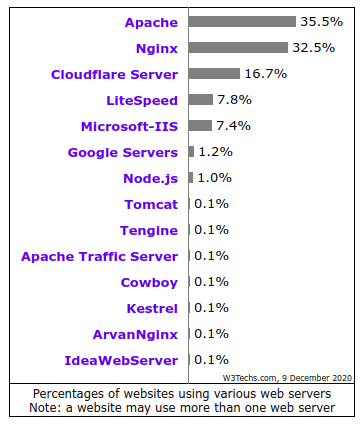 Apache 35.5%
Nginx 32.5%
Cloudflare Server 16.7%
LiteSpeed 7.8%
Microsoft-IIS 7.4%
Google Servers 1.2%
Node.js 1.0%
Tomcat 0.1%
Tengine 0.1%
Apache Traffic Server 0.1%
Cowboy 0.1%
Kestrel 0.1%
ArvanNginx 0.1%
IdeaWebServer 0.1%
W3Techs.com, 9 December 2020
Percentages of websites using various web servers
Note: a website may use more than one web server